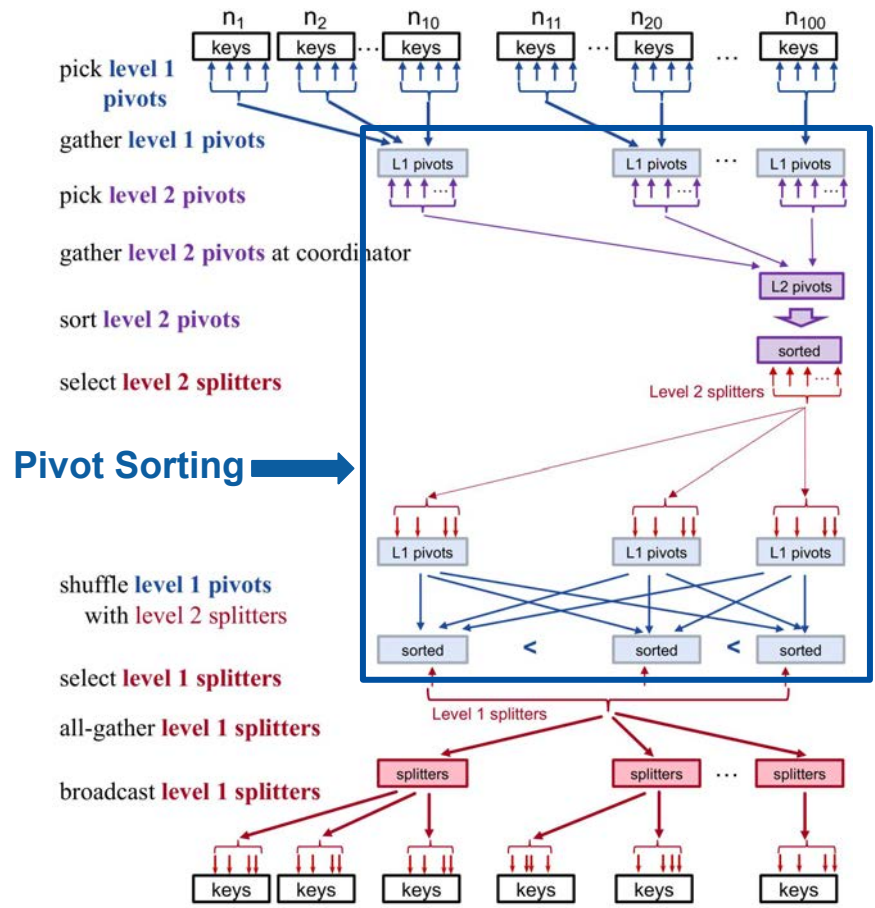 n1 n2 n10 n11 n20 n100
keys keys ... keys keys ... keys ... keys
pick level 1
pivots
gather level 1 pivots
L1 pivots L1 pivots ... L1 pivots
pick level 2 pivots
... ... ...
gather level 2 pivots at coordinator
L2 pivots
sort level 2 pivots
sorted
select level 2 splitters
...
Level 2 splitters
Pivot Sorting
L1 pivots L1 pivots L1 pivots
shuffle level 1 pivots
with level 2 splitters
sorted < sorted < sorted
select level 1 splitters
Level 1 splitters
all-gather level 1 splitters
splitters splitters ... splitters
broadcast level 1 splitters
keys keys keys keys keys keys